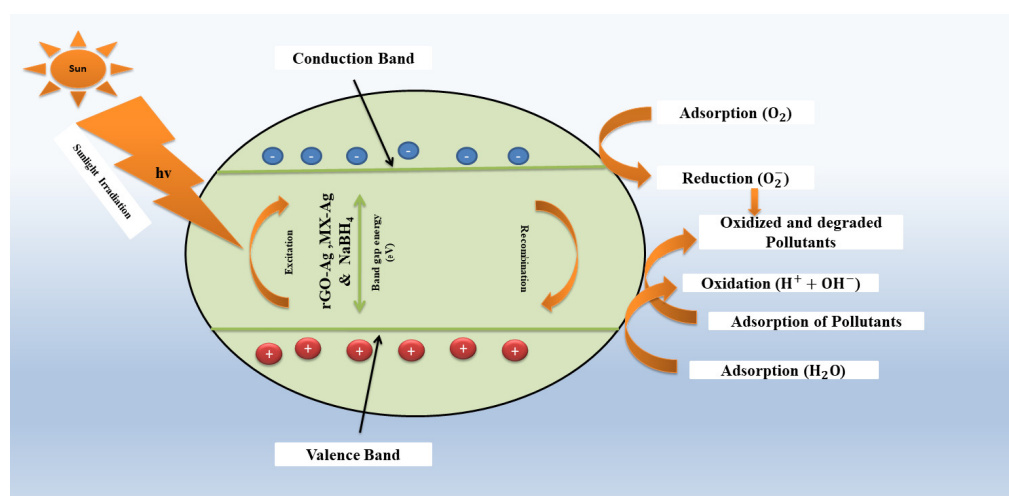 Sun
Conduction Band
Sunlight Irradiation
hv
- - - - - -
Adsorption (O₂)
Reduction (O₂⁻)
Oxidized and degraded
Pollutants
Excitation
rGO-Ag ,MX-Ag
& NaBH₄
Band gap energy
(eV)
Recombination
Oxidation (H⁺ + OH⁻)
Adsorption of Pollutants
Adsorption (H₂O)
+ + + + + +
Valence Band